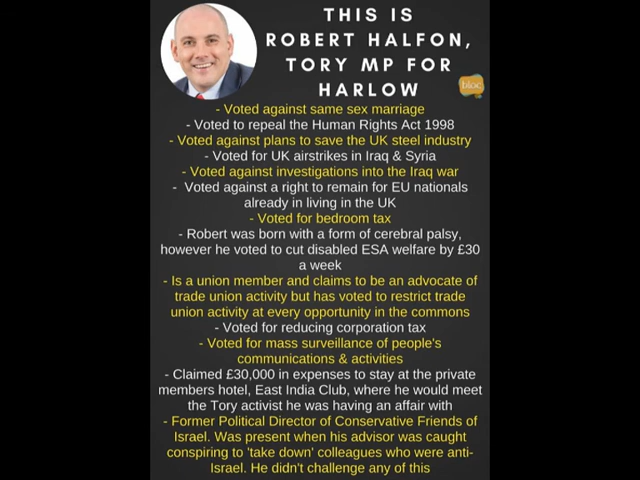 THIS IS
ROBERT HALFON,
TORY MP FOR
HARLOW
bloc
- Voted against same sex marriage
- Voted to repeal the Human Rights Act 1998
- Voted against plans to save the UK steel industry
- Voted for UK airstrikes in Iraq & Syria
- Voted against investigations into the Iraq war
- Voted against a right to remain for EU nationals
already in living in the UK
- Voted for bedroom tax
- Robert was born with a form of cerebral palsy,
however he voted to cut disabled ESA welfare by £30
a week
- Is a union member and claims to be an advocate of
trade union activity but has voted to restrict trade
union activity at every opportunity in the commons
- Voted for reducing corporation tax
- Voted for mass surveillance of people's
communications & activities
- Claimed £30,000 in expenses to stay at the private
members hotel, East India Club, where he would meet
the Tory activist he was having an affair with
- Former Political Director of Conservative Friends of
Israel. Was present when his advisor was caught
conspiring to 'take down' colleagues who were anti-
Israel. He didn't challenge any of this